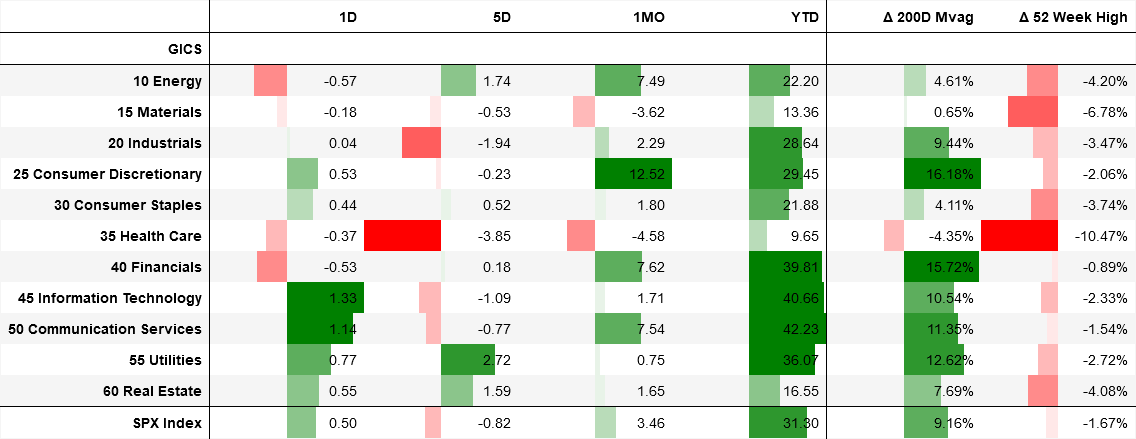 1D 5D 1MO YTD Δ 200D Mvag Δ 52 Week High
GICS
10 Energy -0.57 1.74 7.49 22.20 4.61% -4.20%
15 Materials -0.18 -0.53 -3.62 13.36 0.65% -6.78%
20 Industrials 0.04 -1.94 2.29 28.64 9.44% -3.47%
25 Consumer Discretionary 0.53 -0.23 12.52 29.45 16.18% -2.06%
30 Consumer Staples 0.44 0.52 1.80 21.88 4.11% -3.74%
35 Health Care -0.37 -3.85 -4.58 9.65 -4.35% -10.47%
40 Financials -0.53 0.18 7.62 39.81 15.72% -0.89%
45 Information Technology 1.33 -1.09 1.71 40.66 10.54% -2.33%
50 Communication Services 1.14 -0.77 7.54 42.23 11.35% -1.54%
55 Utilities 0.77 2.72 0.75 36.07 12.62% -2.72%
60 Real Estate 0.55 1.59 1.65 16.55 7.69% -4.08%
SPX Index 0.50 -0.82 3.46 31.30 9.16% -1.67%